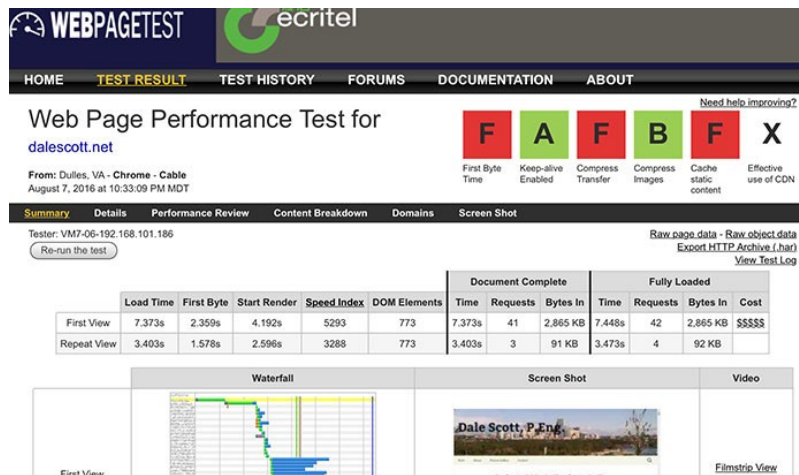 WEBPAGETEST
ecritel
HOME TEST RESULT TEST HISTORY FORUMS DOCUMENTATION ABOUT
Need help improving?
Web Page Performance Test for
dalescott.net
From: Dulles, VA - Chrome - Cable
August 7, 2016 at 10:33:09 PM MDT
F A F B F X
First Byte Time
Keep-alive Enabled
Compress Transfer
Compress Images
Cache static content
Effective use of CDN
Summary Details Performance Review Content Breakdown Domains Screen Shot
Tester: VM7-06-192.168.101.186
Re-run the test
Raw page data - Raw object data
Export HTTP Archive (.har)
View Test Log
Document Complete Fully Loaded
Load Time First Byte Start Render Speed Index DOM Elements Time Requests Bytes In Time Requests Bytes In Cost
First View 7.373s 2.359s 4.192s 5293 773 7.373s 41 2,865 KB 7.448s 42 2,865 KB $$$$$
Repeat View 3.403s 1.578s 2.596s 3288 773 3.403s 3 91 KB 3.473s 4 92 KB
Waterfall Screen Shot Video
Dale Scott, P.Eng.
First View
Filmstrip View